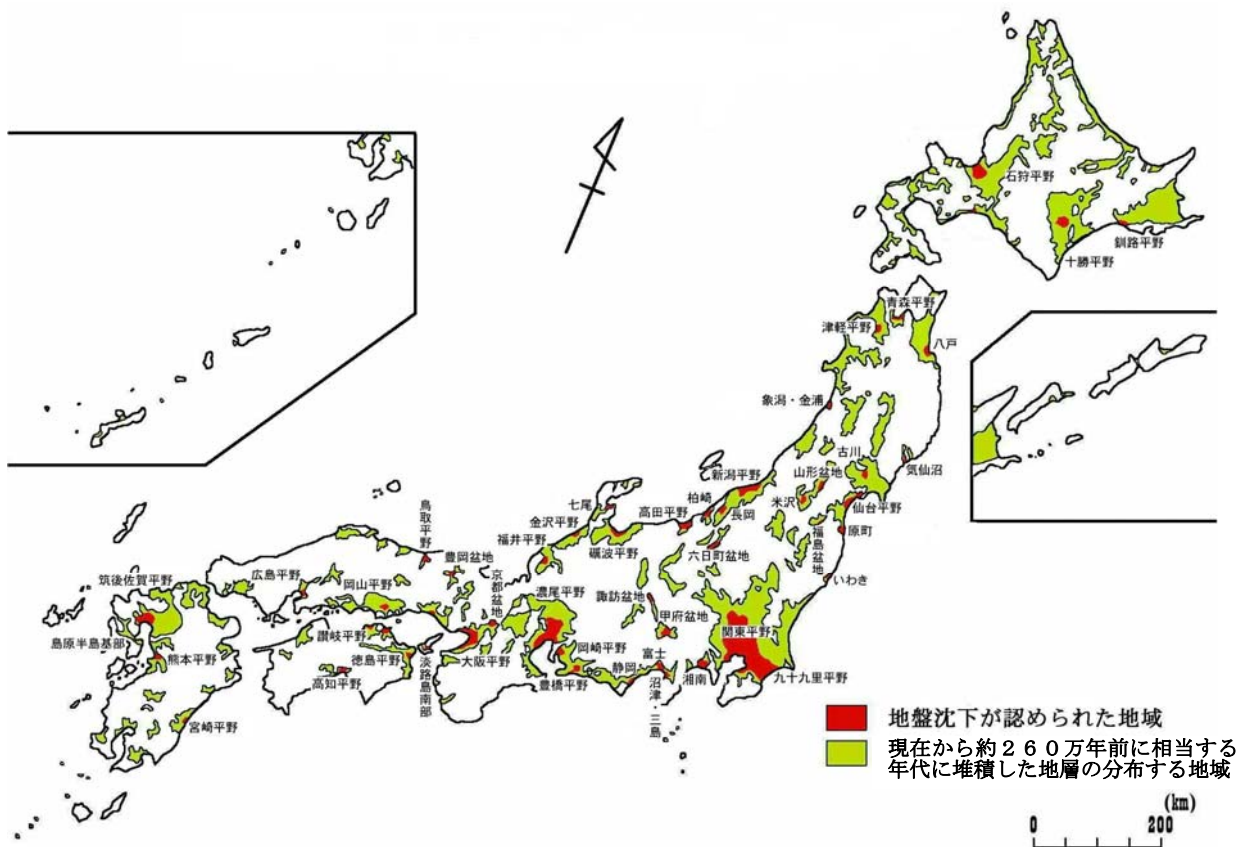 石狩平野
釧路平野
十勝平野
青森平野
津軽平野
八戸
象潟・金浦
古川
気仙沼
新潟平野
山形盆地
柏崎
米沢
仙台平野
七尾
高田平野
長岡
原町
金沢平野
福島盆地
鳥取平野
福井平野
礪波平野
六日町盆地
豊岡盆地
いわき
京都盆地
筑後佐賀平野
広島平野
岡山平野
濃尾平野
諏訪盆地
甲府盆地
関東平野
島原半島基部
讃岐平野
岡崎平野
富士
熊本平野
徳島平野
淡路島南部
大阪平野
静岡
高知平野
豊橋平野
沼津・三島
湘南
九十九里平野
宮崎平野
地盤沈下が認められた地域
現在から約２６０万年前に相当する
年代に堆積した地層の分布する地域
(km)
0 200